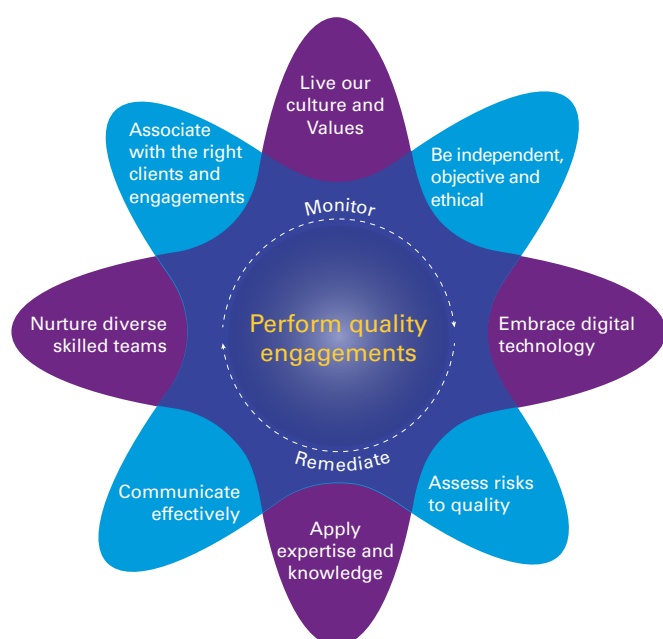 Live our
culture and
Values
Be independent,
objective and
ethical
Embrace digital
technology
Assess risks
to quality
Apply
expertise and
knowledge
Communicate
effectively
Nurture diverse
skilled teams
Associate
with the right
clients and
engagements
Monitor
Perform quality
engagements
Remediate